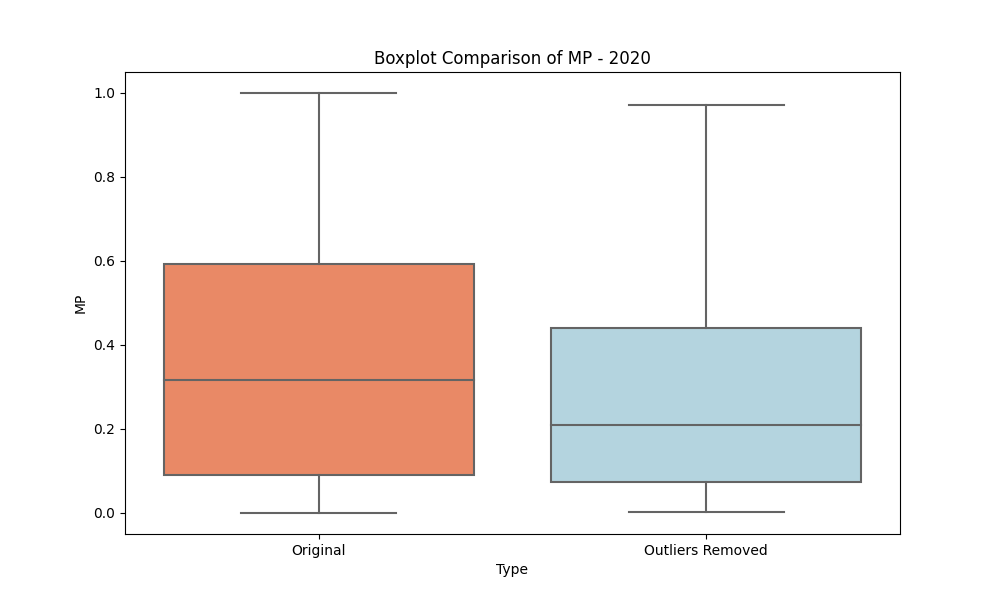 Boxplot Comparison of MP - 2020
1.0
0.8
0.6
0.4
0.2
0.0
MP
Original
Outliers Removed
Type